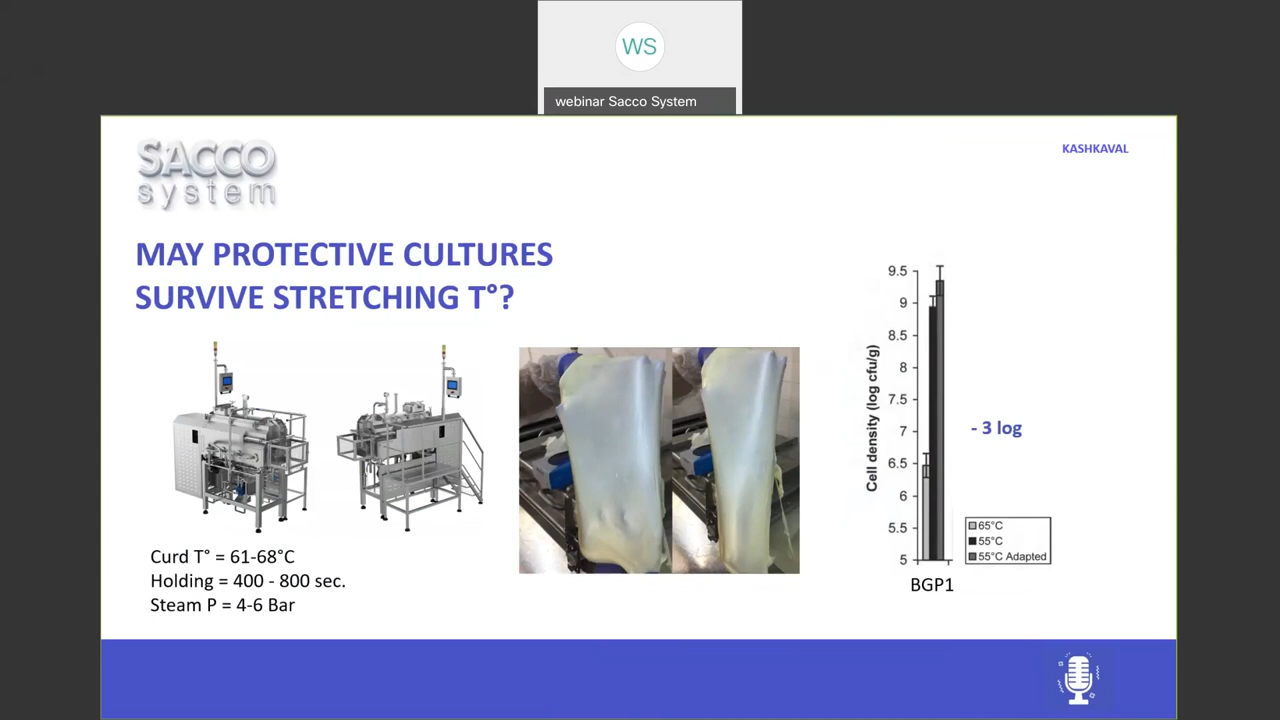 WS
webinar Sacco System
SACCO
system
KASHKAVAL
MAY PROTECTIVE CULTURES
SURVIVE STRETCHING T°?
Curd T° = 61-68°C
Holding = 400 - 800 sec.
Steam P = 4-6 Bar
Cell density (log cfu/g)
9.5
9
8.5
8
7.5
7
6.5
6
5.5
5
- 3 log
65°C
55°C
55°C Adapted
BGP1